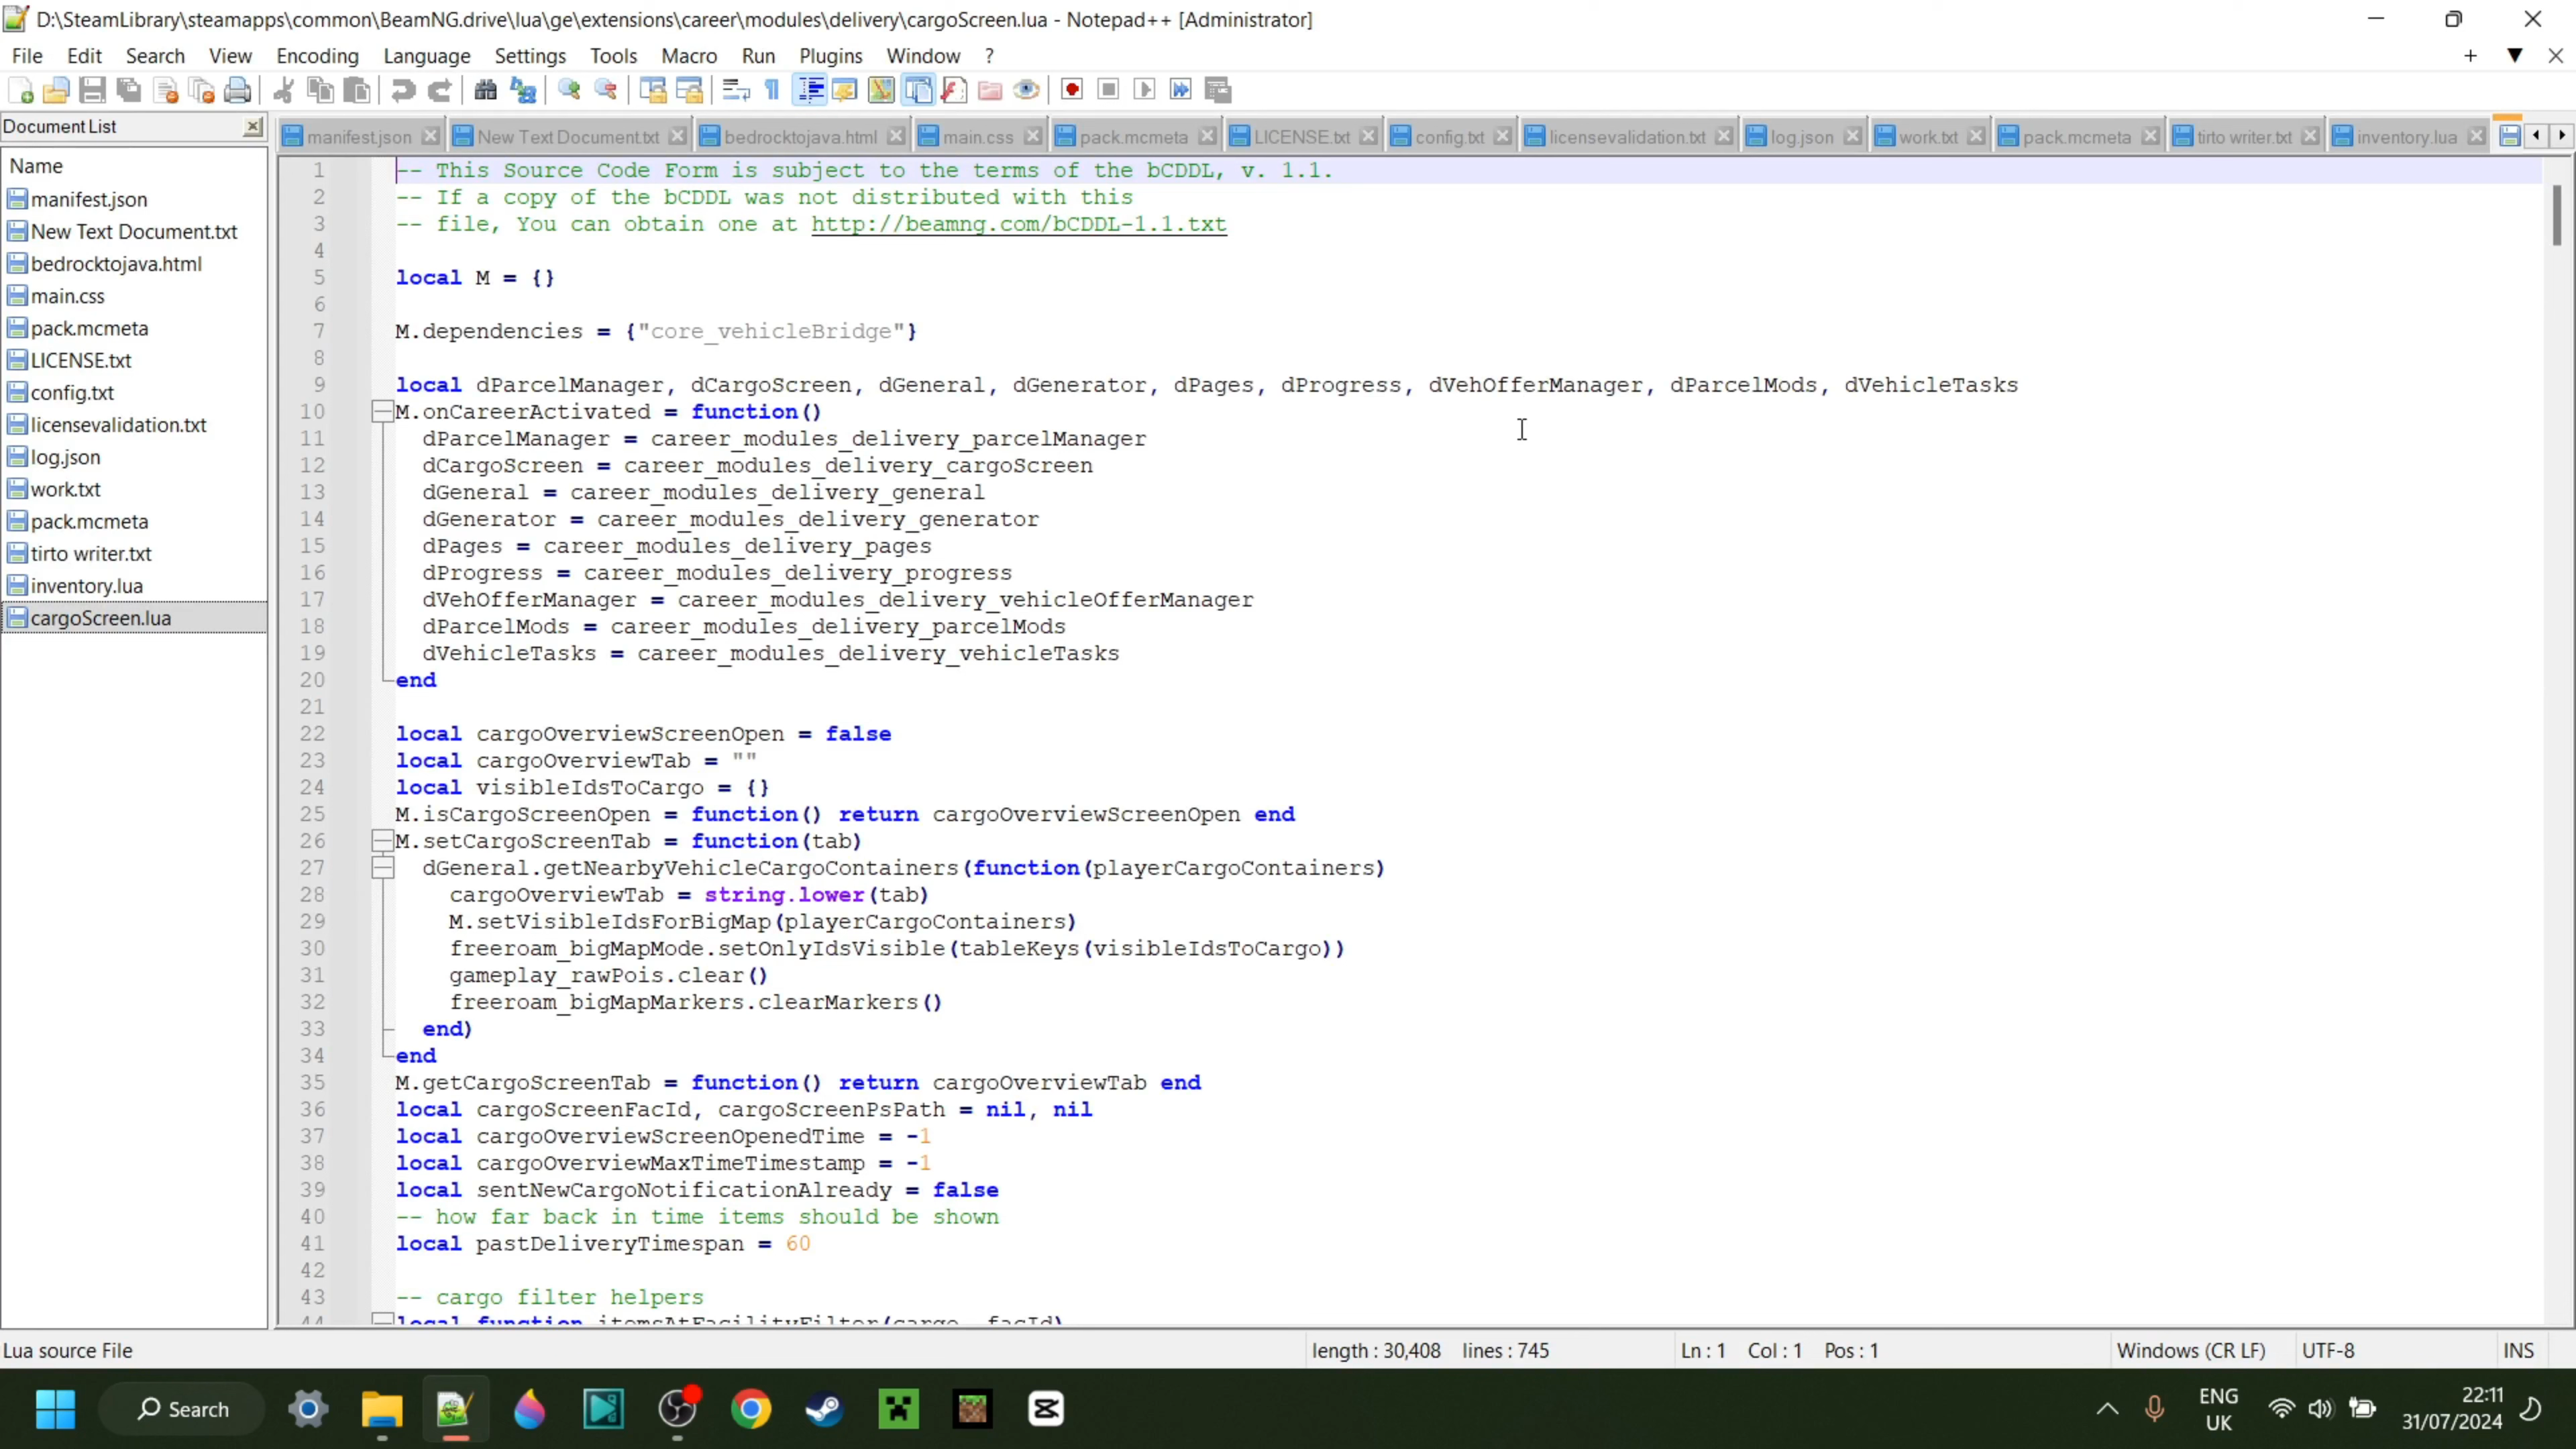 D:\SteamLibrary\steamapps\common\BeamNG.drive\lua\ge\extensions\career\modules\delivery\cargoScreen.lua - Notepad++ [Administrator]
File Edit Search View Encoding Language Settings Tools Macro Run Plugins Window ?
Document List
manifest.json New Text Document.txt bedrocktojava.html main.css pack.mcmeta LICENSE.txt config.txt licensevalidation.txt log.json work.txt pack.mcmeta tirto writer.txt inventory.lua
Name
manifest.json
New Text Document.txt
bedrocktojava.html
main.css
pack.mcmeta
LICENSE.txt
config.txt
licensevalidation.txt
log.json
work.txt
pack.mcmeta
tirto writer.txt
inventory.lua
cargoScreen.lua
1 -- This Source Code Form is subject to the terms of the bCDDL, v. 1.1.
2 -- If a copy of the bCDDL was not distributed with this
3 -- file, You can obtain one at http://beamng.com/bCDDL-1.1.txt
4
5 local M = {}
6
7 M.dependencies = {"core_vehicleBridge"}
8
9 local dParcelManager, dCargoScreen, dGeneral, dGenerator, dPages, dProgress, dVehOfferManager, dParcelMods, dVehicleTasks
10 M.onCareerActivated = function()
11 dParcelManager = career_modules_delivery_parcelManager
12 dCargoScreen = career_modules_delivery_cargoScreen
13 dGeneral = career_modules_delivery_general
14 dGenerator = career_modules_delivery_generator
15 dPages = career_modules_delivery_pages
16 dProgress = career_modules_delivery_progress
17 dVehOfferManager = career_modules_delivery_vehicleOfferManager
18 dParcelMods = career_modules_delivery_parcelMods
19 dVehicleTasks = career_modules_delivery_vehicleTasks
20 end
21
22 local cargoOverviewScreenOpen = false
23 local cargoOverviewTab = ""
24 local visibleIdsToCargo = {}
25 M.isCargoScreenOpen = function() return cargoOverviewScreenOpen end
26 M.setCargoScreenTab = function(tab)
27 dGeneral.getNearbyVehicleCargoContainers(function(playerCargoContainers)
28 cargoOverviewTab = string.lower(tab)
29 M.setVisibleIdsForBigMap(playerCargoContainers)
30 freeroam_bigMapMode.setOnlyIdsVisible(tableKeys(visibleIdsToCargo))
31 gameplay_rawPois.clear()
32 freeroam_bigMapMarkers.clearMarkers()
33 end)
34 end
35 M.getCargoScreenTab = function() return cargoOverviewTab end
36 local cargoScreenFacId, cargoScreenPsPath = nil, nil
37 local cargoOverviewScreenOpenedTime = -1
38 local cargoOverviewMaxTimeTimestamp = -1
39 local sentNewCargoNotificationAlready = false
40 -- how far back in time items should be shown
41 local pastDeliveryTimespan = 60
42
43 -- cargo filter helpers
44 local function itemsAtFacilityFilter(cargo, facId)
Lua source File length : 30,408 lines : 745 Ln : 1 Col : 1 Pos : 1 Windows (CR LF) UTF-8 INS
Search ENG UK 22:11 31/07/2024